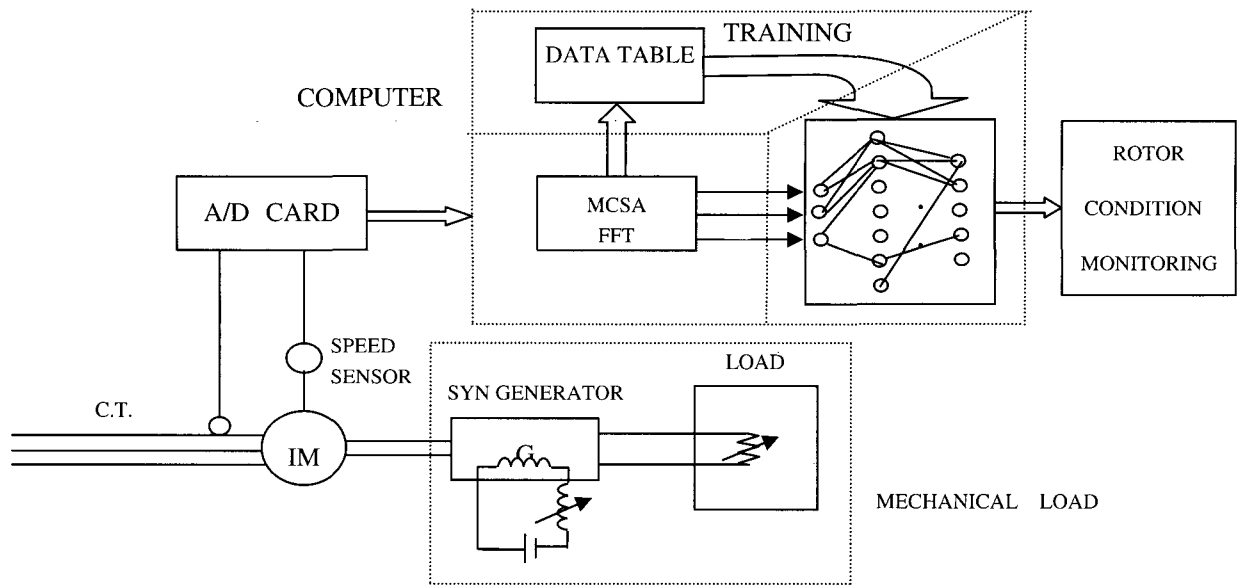 TRAINING
DATA TABLE
COMPUTER
A/D CARD
MCSA
FFT
ROTOR
CONDITION
MONITORING
SPEED
SENSOR
LOAD
SYN GENERATOR
C.T.
IM
G
MECHANICAL LOAD